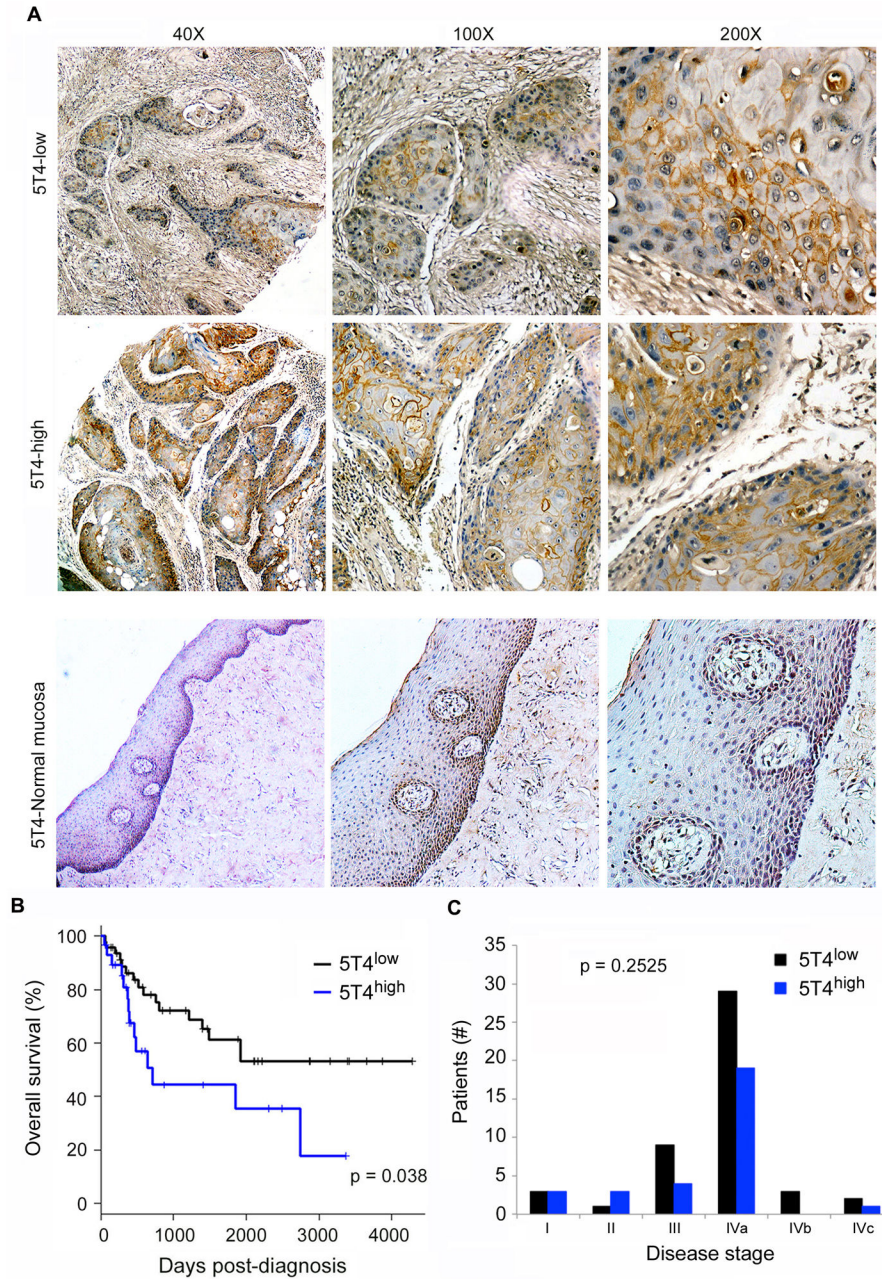 A
40X 100X 200X
5T4-low
5T4-high
5T4-Normal mucosa
B
Overall survival (%)
100
80
60
40
20
0
5T4low
5T4high
p = 0.038
0 1000 2000 3000 4000
Days post-diagnosis
C
Patients (#)
35
30
25
20
15
10
5
0
p = 0.2525
5T4low
5T4high
I II III IVa IVb IVc
Disease stage